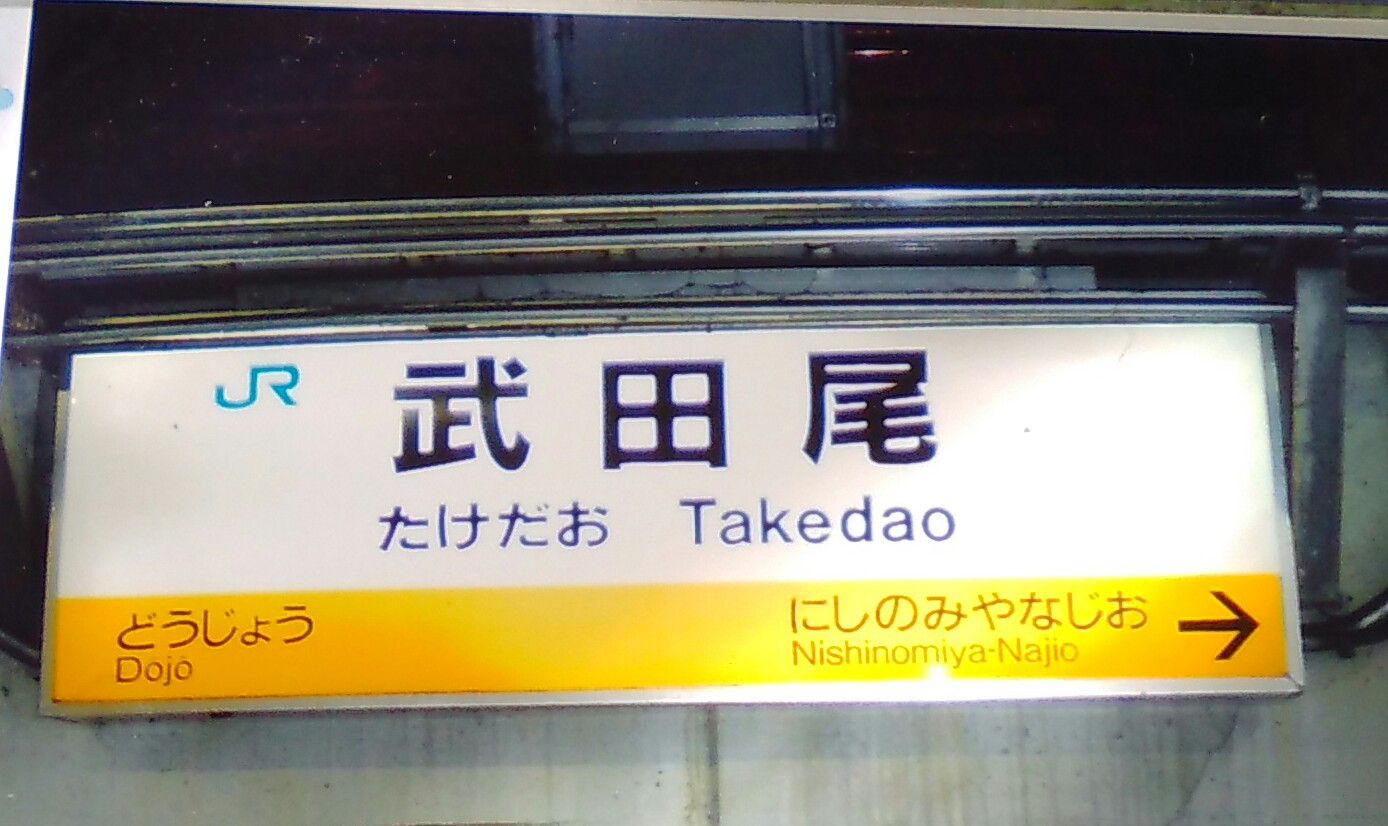 JR 武田尾
たけだお Takedao
どうじょう にしのみやなじお →
Dojo Nishinomiya-Najio